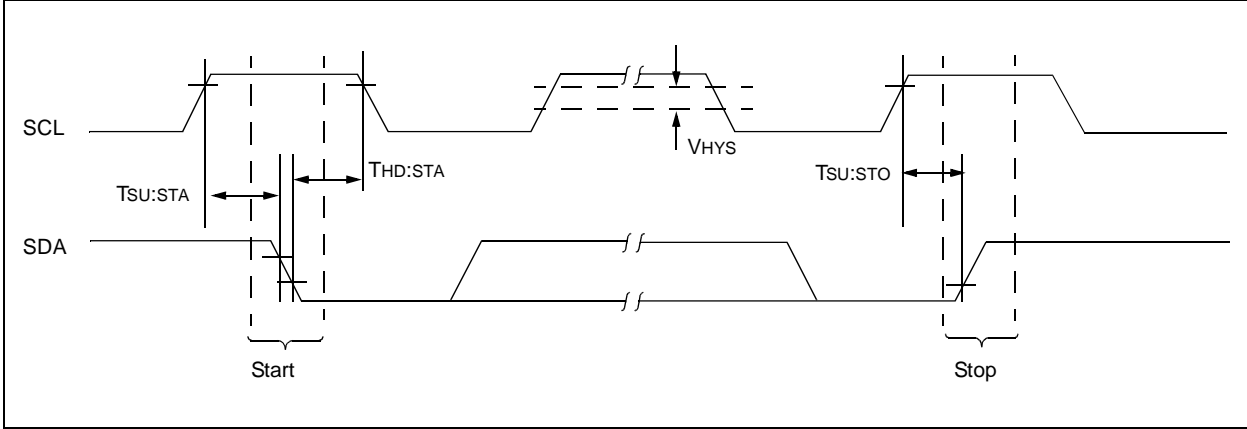 SCL
VHYS
THD:STA
TSU:STA
TSU:STO
SDA
Start
Stop